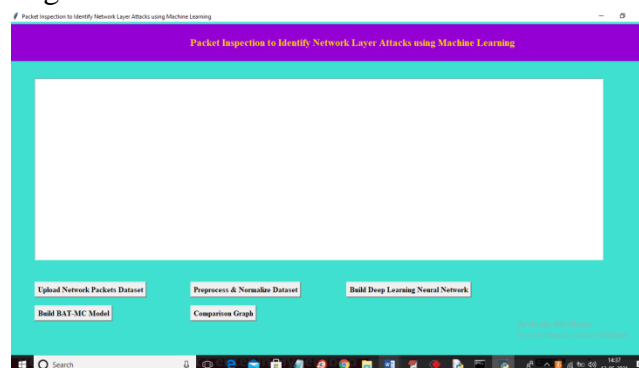 Packet Inspection to Identify Network Layer Attacks using Machine Learning
Packet Inspection to Identify Network Layer Attacks using Machine Learning
Upload Network Packets Dataset Preprocess & Normalize Dataset Build Deep Learning Neural Network
Build BAT-MC Model Comparison Graph
Search 14:37